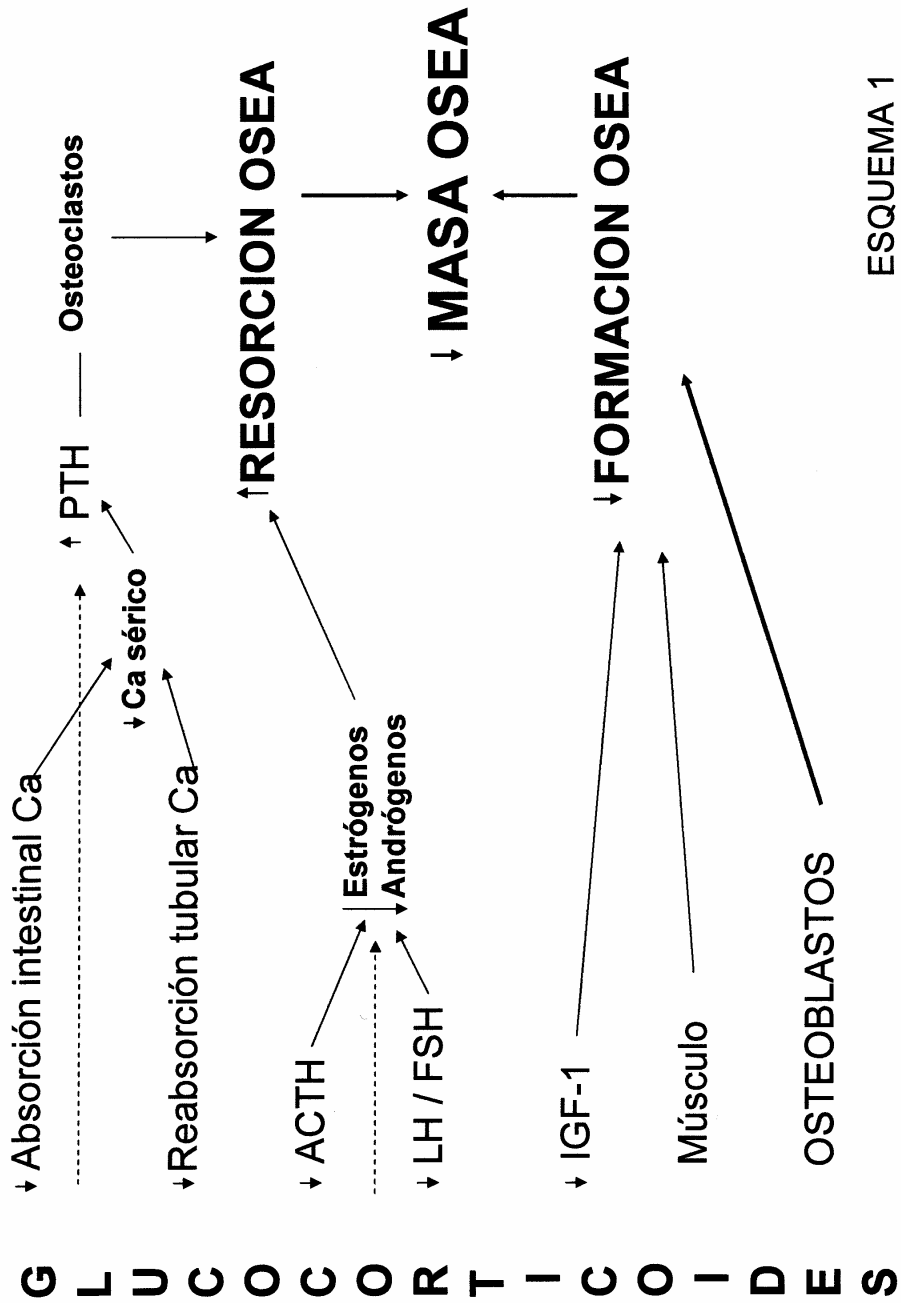 GLUCOCORTICOIDES
↓ Absorción intestinal Ca
↓ Reabsorción tubular Ca
↓ Ca sérico
↑ PTH
Osteoclastos
↑ RESORCION OSEA
↓ ACTH
↓ LH / FSH
↓ Estrógenos
Andrógenos
↓ MASA OSEA
↓ IGF-1
Músculo
OSTEOBLASTOS
↓ FORMACION OSEA
ESQUEMA 1